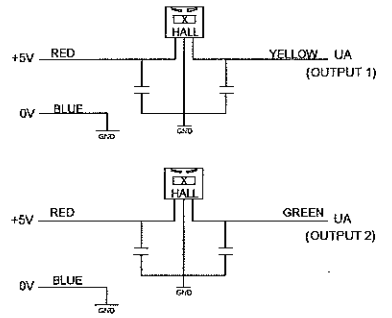 X
HALL
+5V RED YELLOW UA
(OUTPUT 1)
0V BLUE
GND
GND
X
HALL
+5V RED GREEN UA
(OUTPUT 2)
0V BLUE
GND
GND